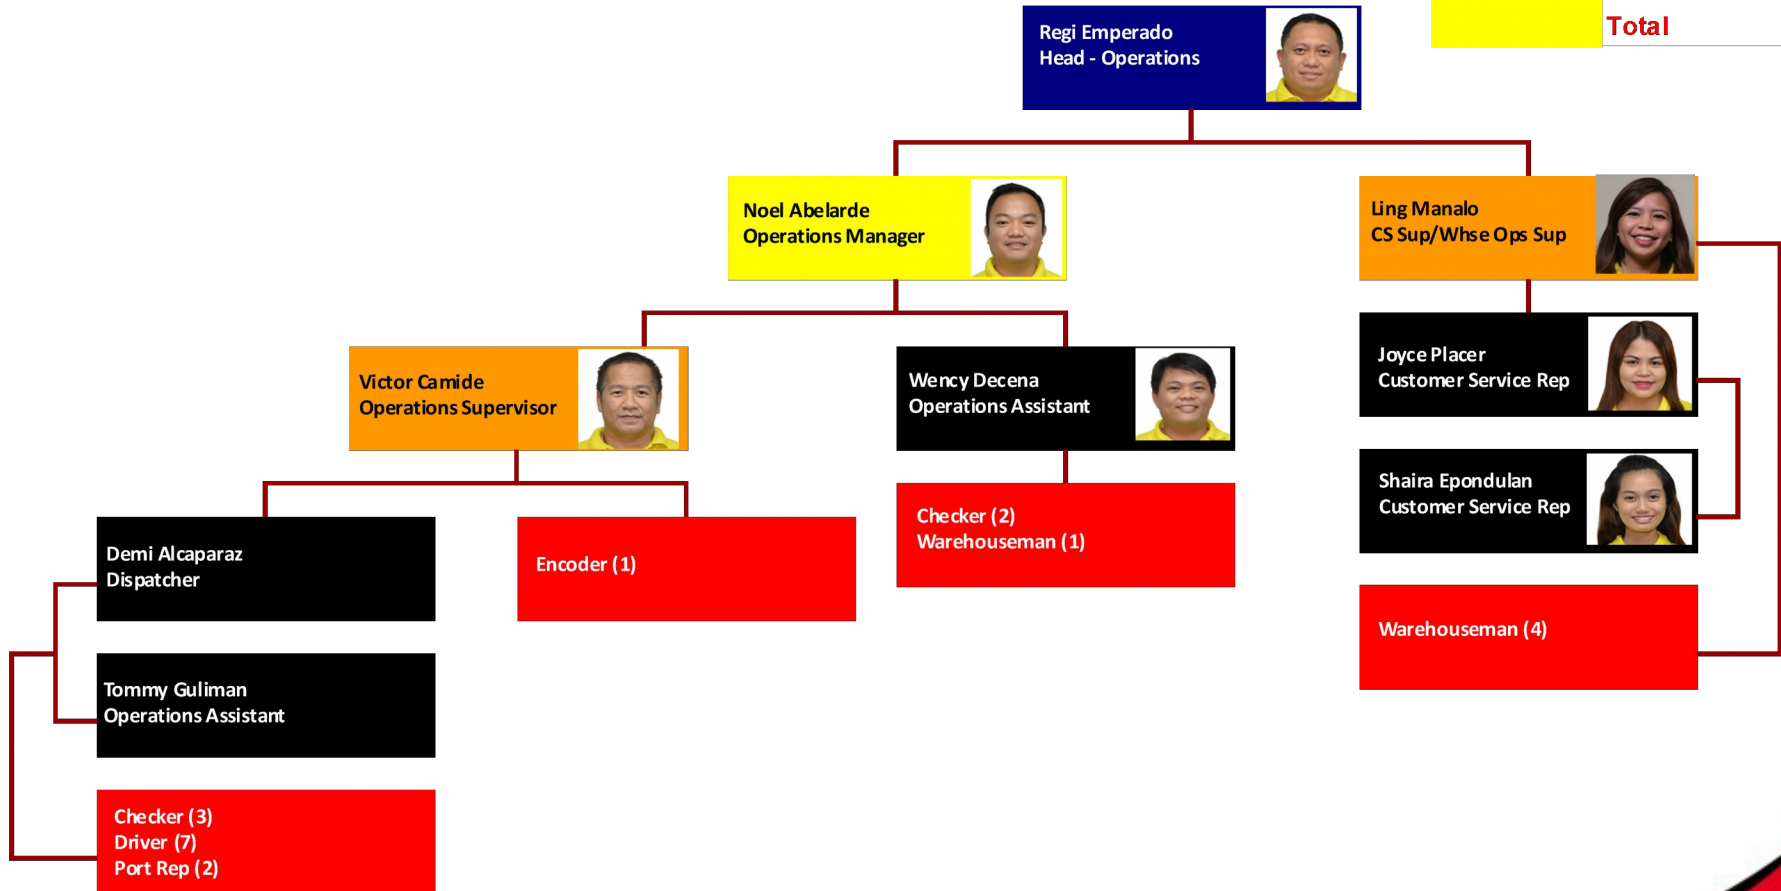 Total
Regi Emperado
Head - Operations
Noel Abelarde
Operations Manager
Ling Manalo
CS Sup/Whse Ops Sup
Victor Camide
Operations Supervisor
Wency Decena
Operations Assistant
Joyce Placer
Customer Service Rep
Shaira Epondulan
Customer Service Rep
Demi Alcaparaz
Dispatcher
Encoder (1)
Checker (2)
Warehouseman (1)
Warehouseman (4)
Tommy Guliman
Operations Assistant
Checker (3)
Driver (7)
Port Rep (2)